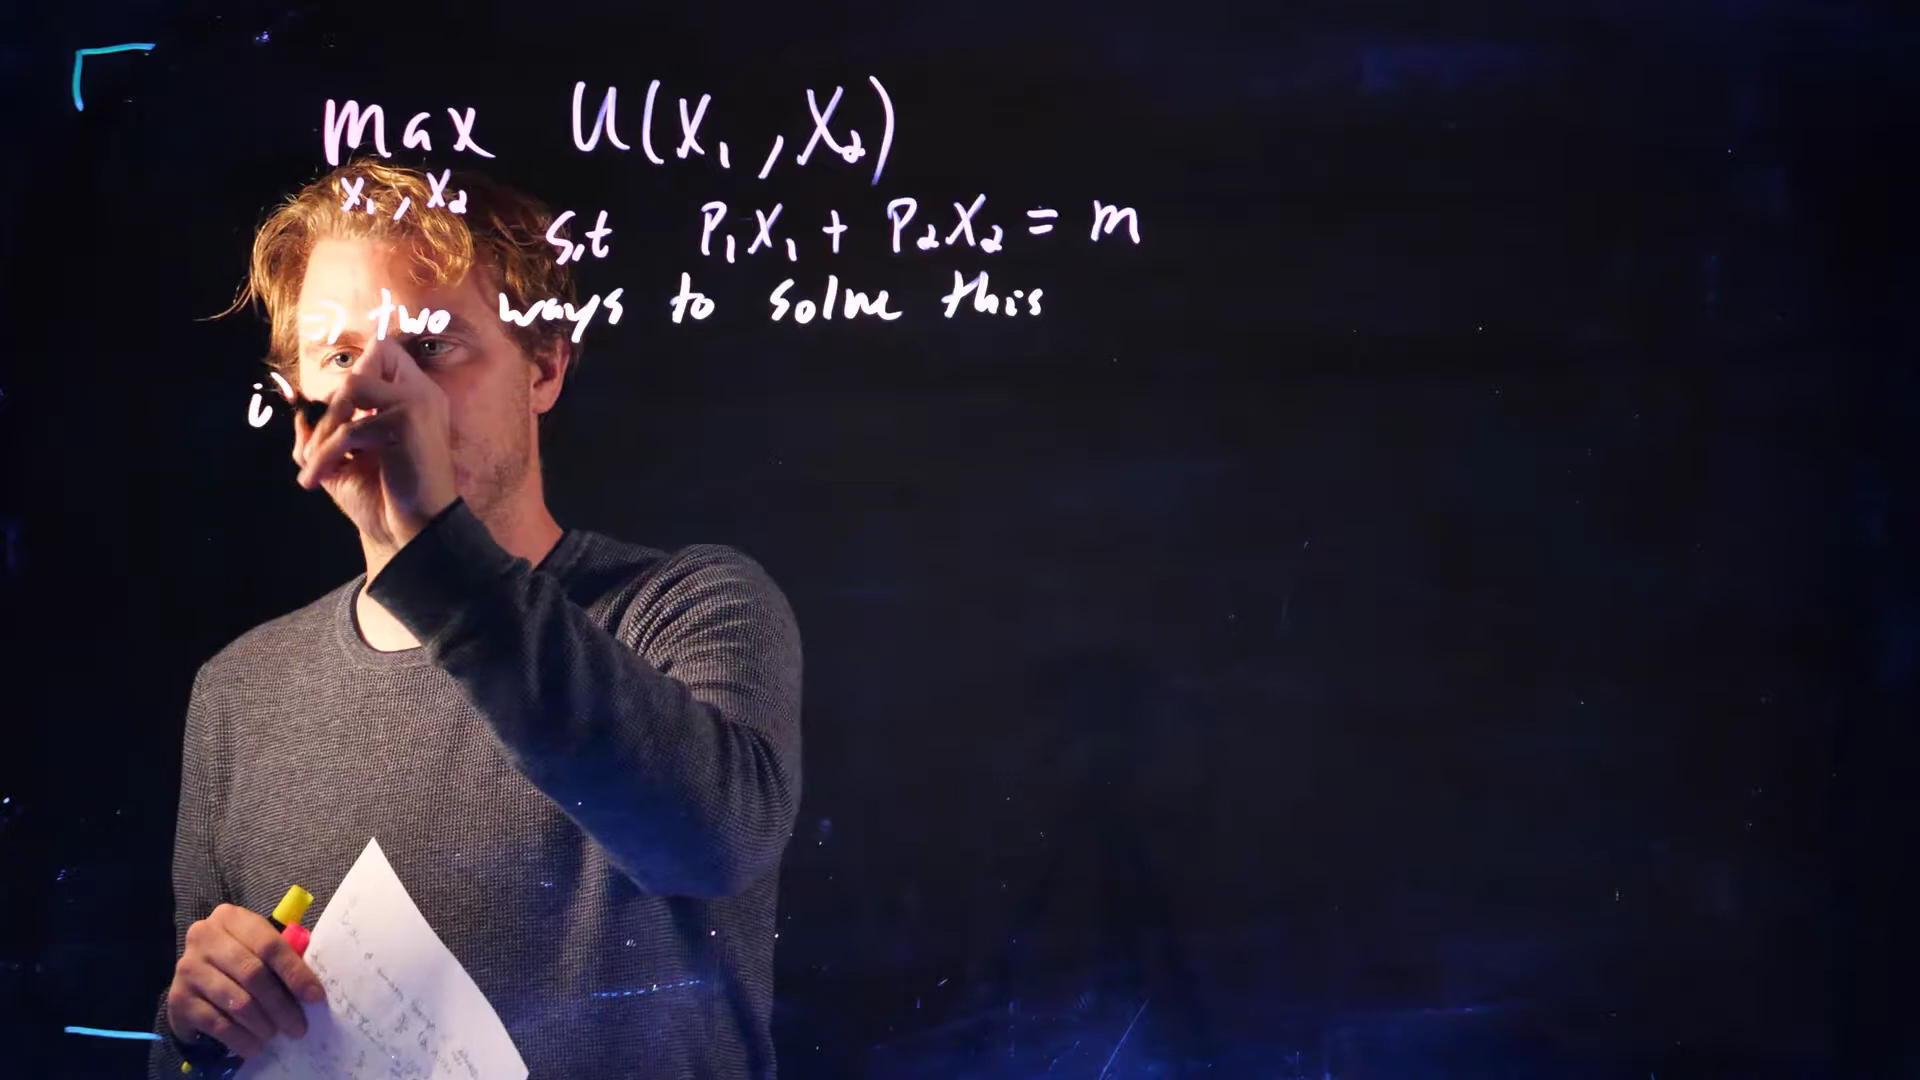 max U(x₁, x₂)
x₁, x₂
s.t P₁x₁ + P₂x₂ = m
⇒ two ways to solve this
i)